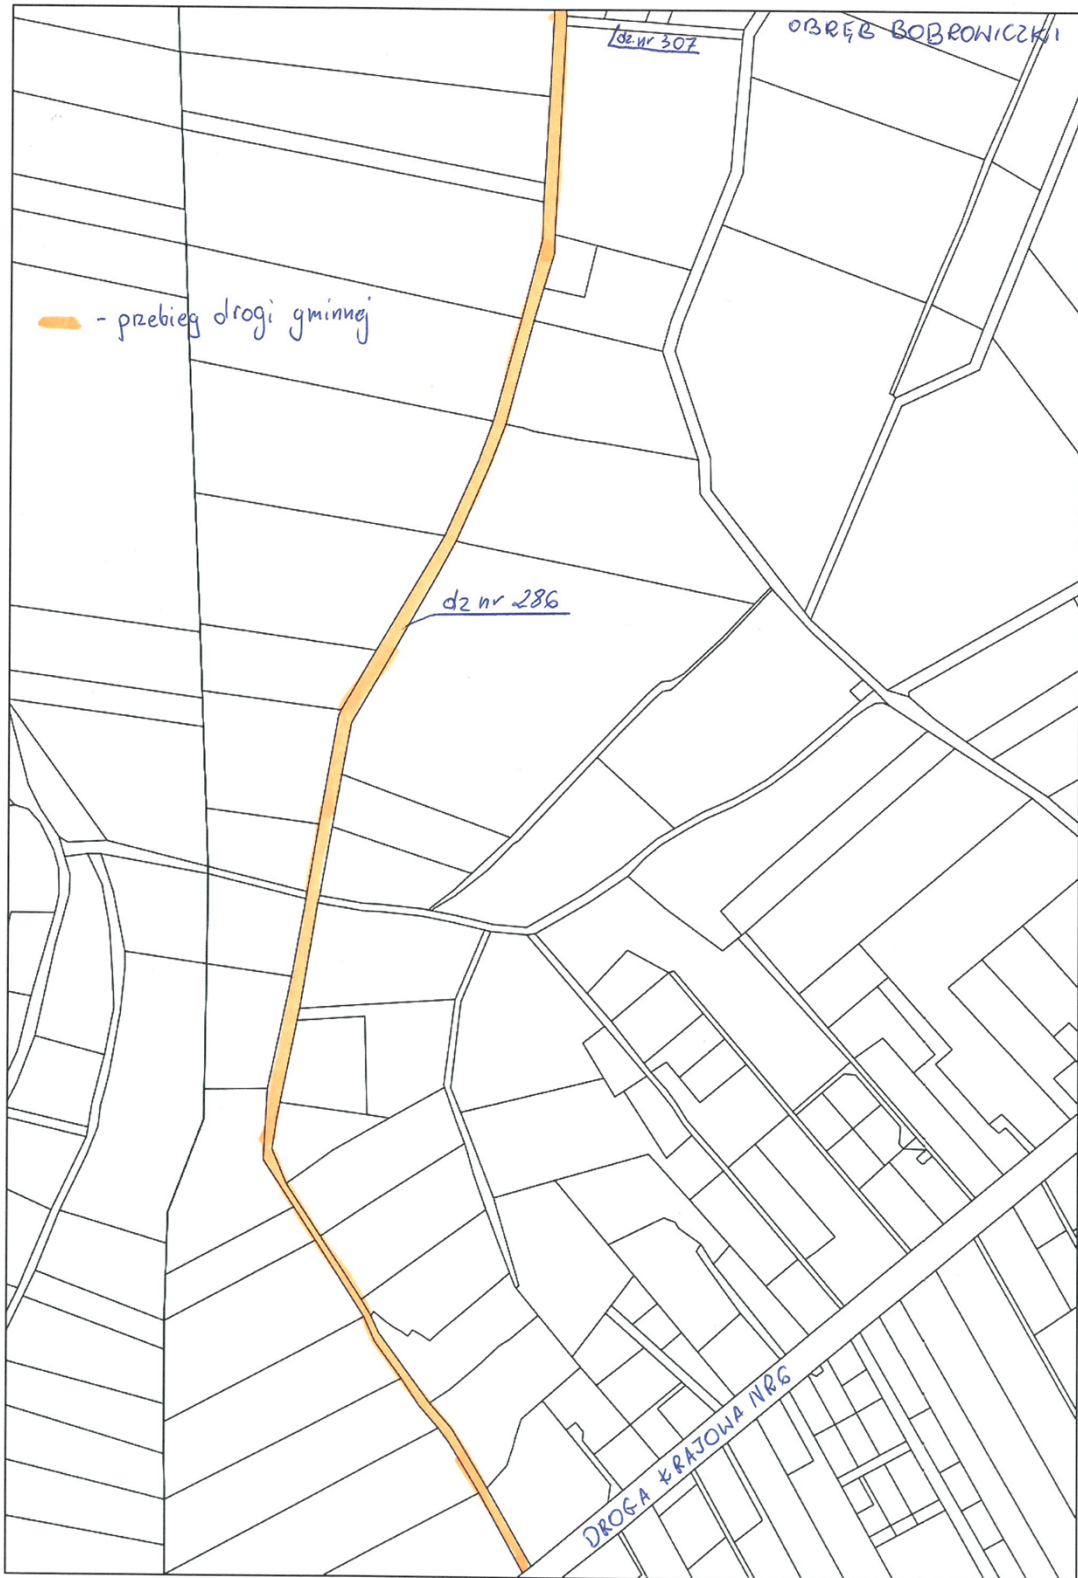 OBRĘB BOBROWICZKI
dz. nr 307
- przebieg drogi gminnej
dz nr 286
DROGA KRAJOWA NR6